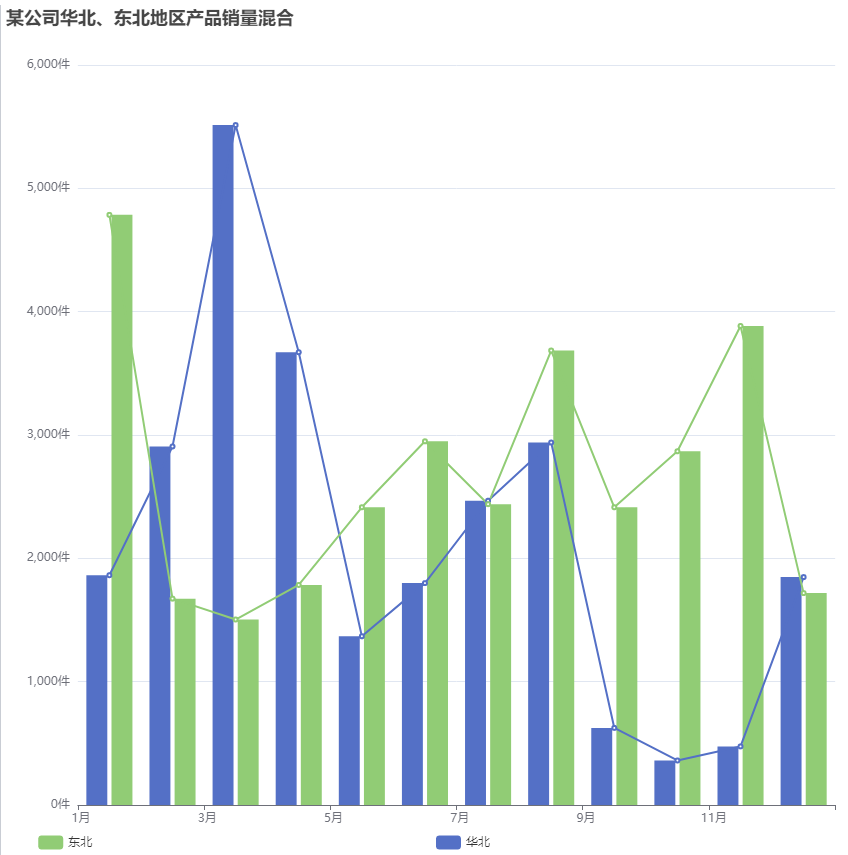 某公司华北、东北地区产品销量混合
6,000件
5,000件
4,000件
3,000件
2,000件
1,000件
0件
1月 3月 5月 7月 9月 11月
东北 华北